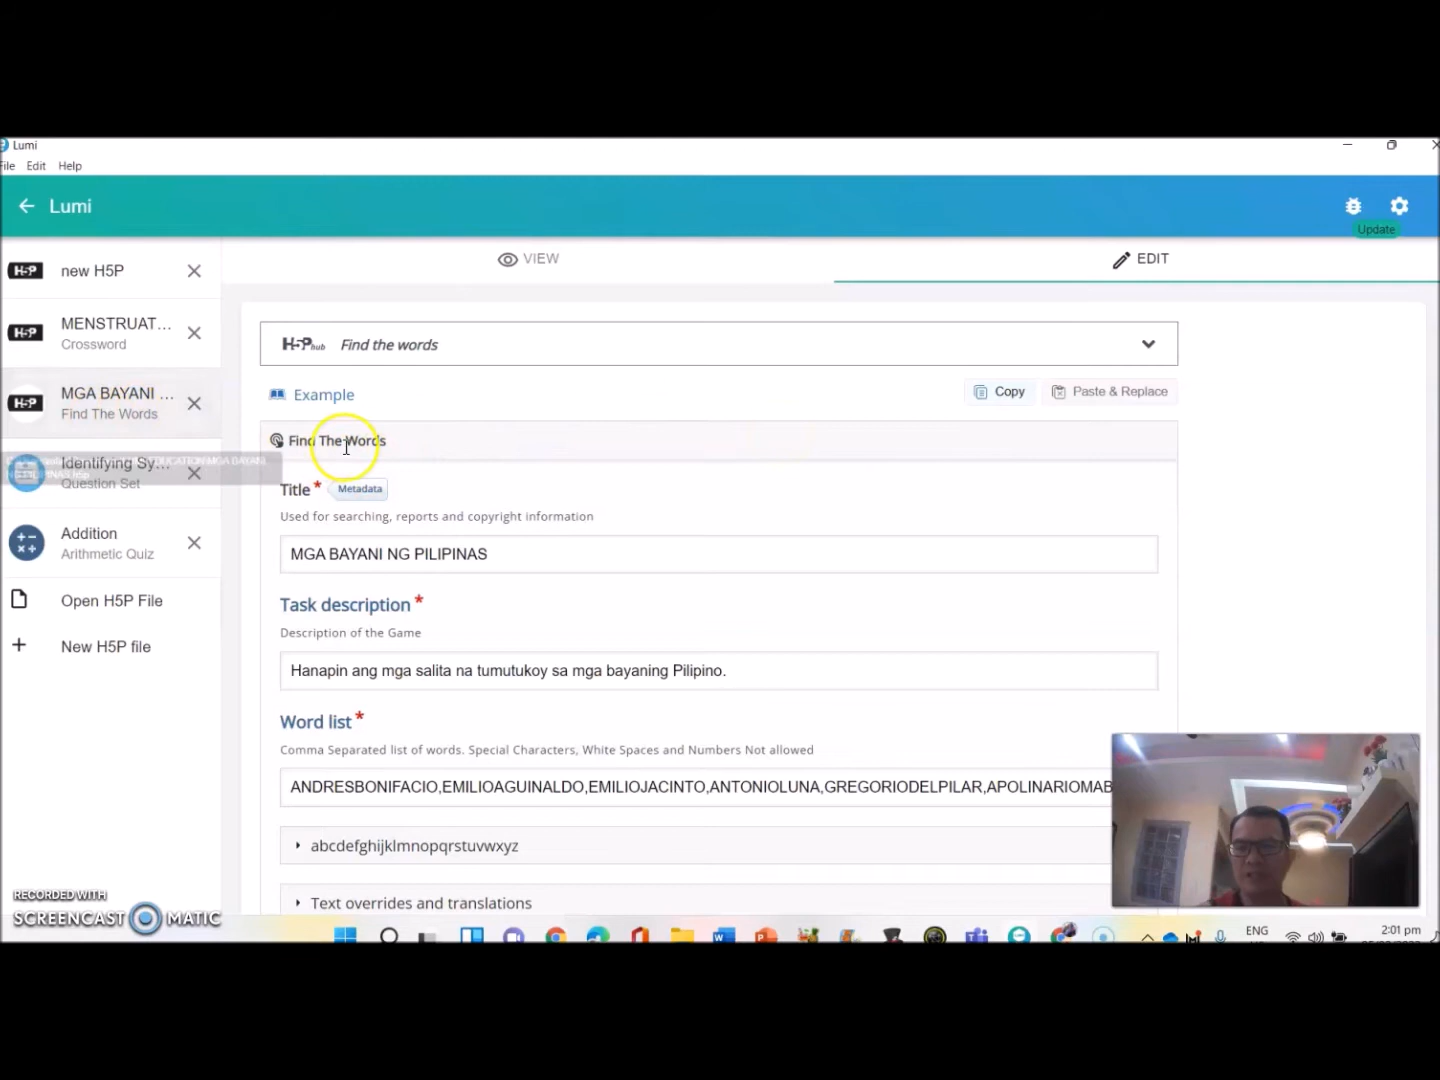 Lumi
File Edit Help
Lumi
Update
new H5P
VIEW
EDIT
MENSTRUAT...
Crossword
H5P hub Find the words
MGA BAYANI ...
Find The Words
Example
Copy
Paste & Replace
Find The Words
Identifying Sy...
Question Set
Title * Metadata
Used for searching, reports and copyright information
MGA BAYANI NG PILIPINAS
Addition
Arithmetic Quiz
Open H5P File
New H5P file
Task description *
Description of the Game
Hanapin ang mga salita na tumutukoy sa mga bayaning Pilipino.
Word list *
Comma Separated list of words. Special Characters, White Spaces and Numbers Not allowed
ANDRESBONIFACIO,EMILIOAGUINALDO,EMILIOJACINTO,ANTONIOLUNA,GREGORIODELPILAR,APOLINARIOMAB
abcdefghijklmnopqrstuvwxyz
Text overrides and translations
RECORDED WITH
SCREENCAST MATIC
ENG
2:01 pm